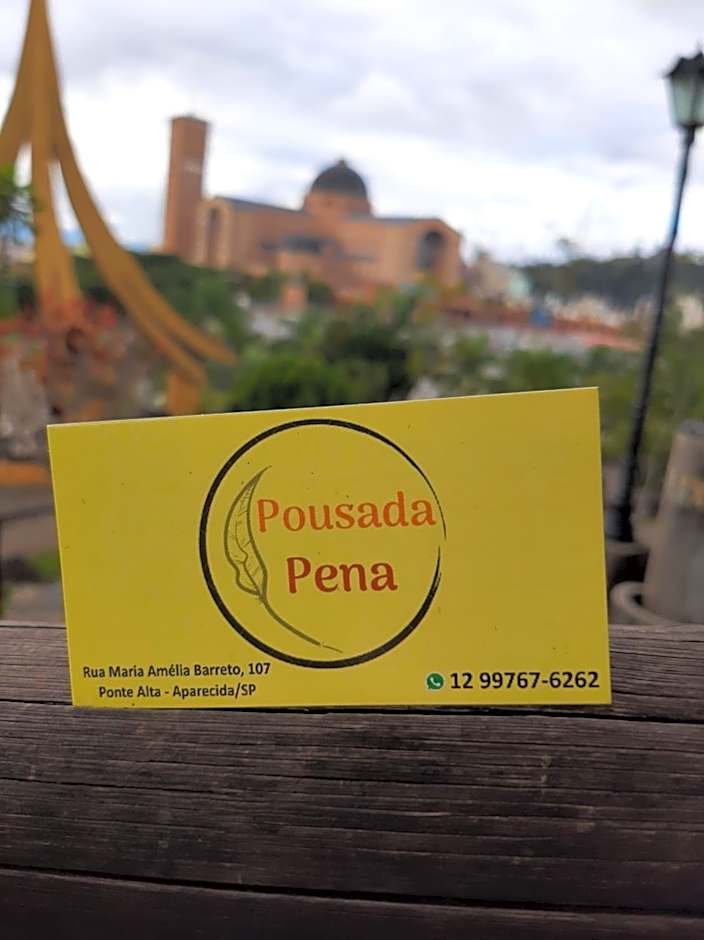 Pousada
Pena
Rua Maria Amélia Barreto, 107
Ponte Alta - Aparecida/SP
12 99767-6262